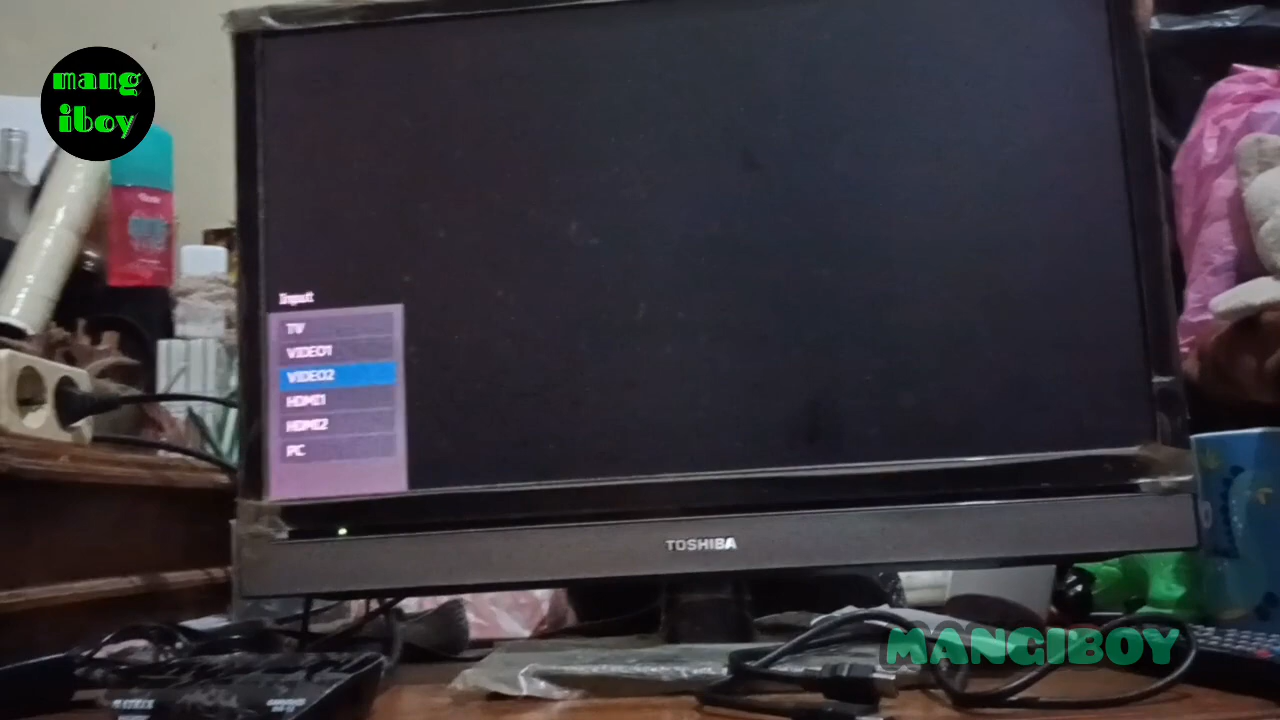 mang
iboy
Input
TV
VIDEO1
VIDEO2
HDMI1
HDMI2
PC
TOSHIBA
MANGIBOY